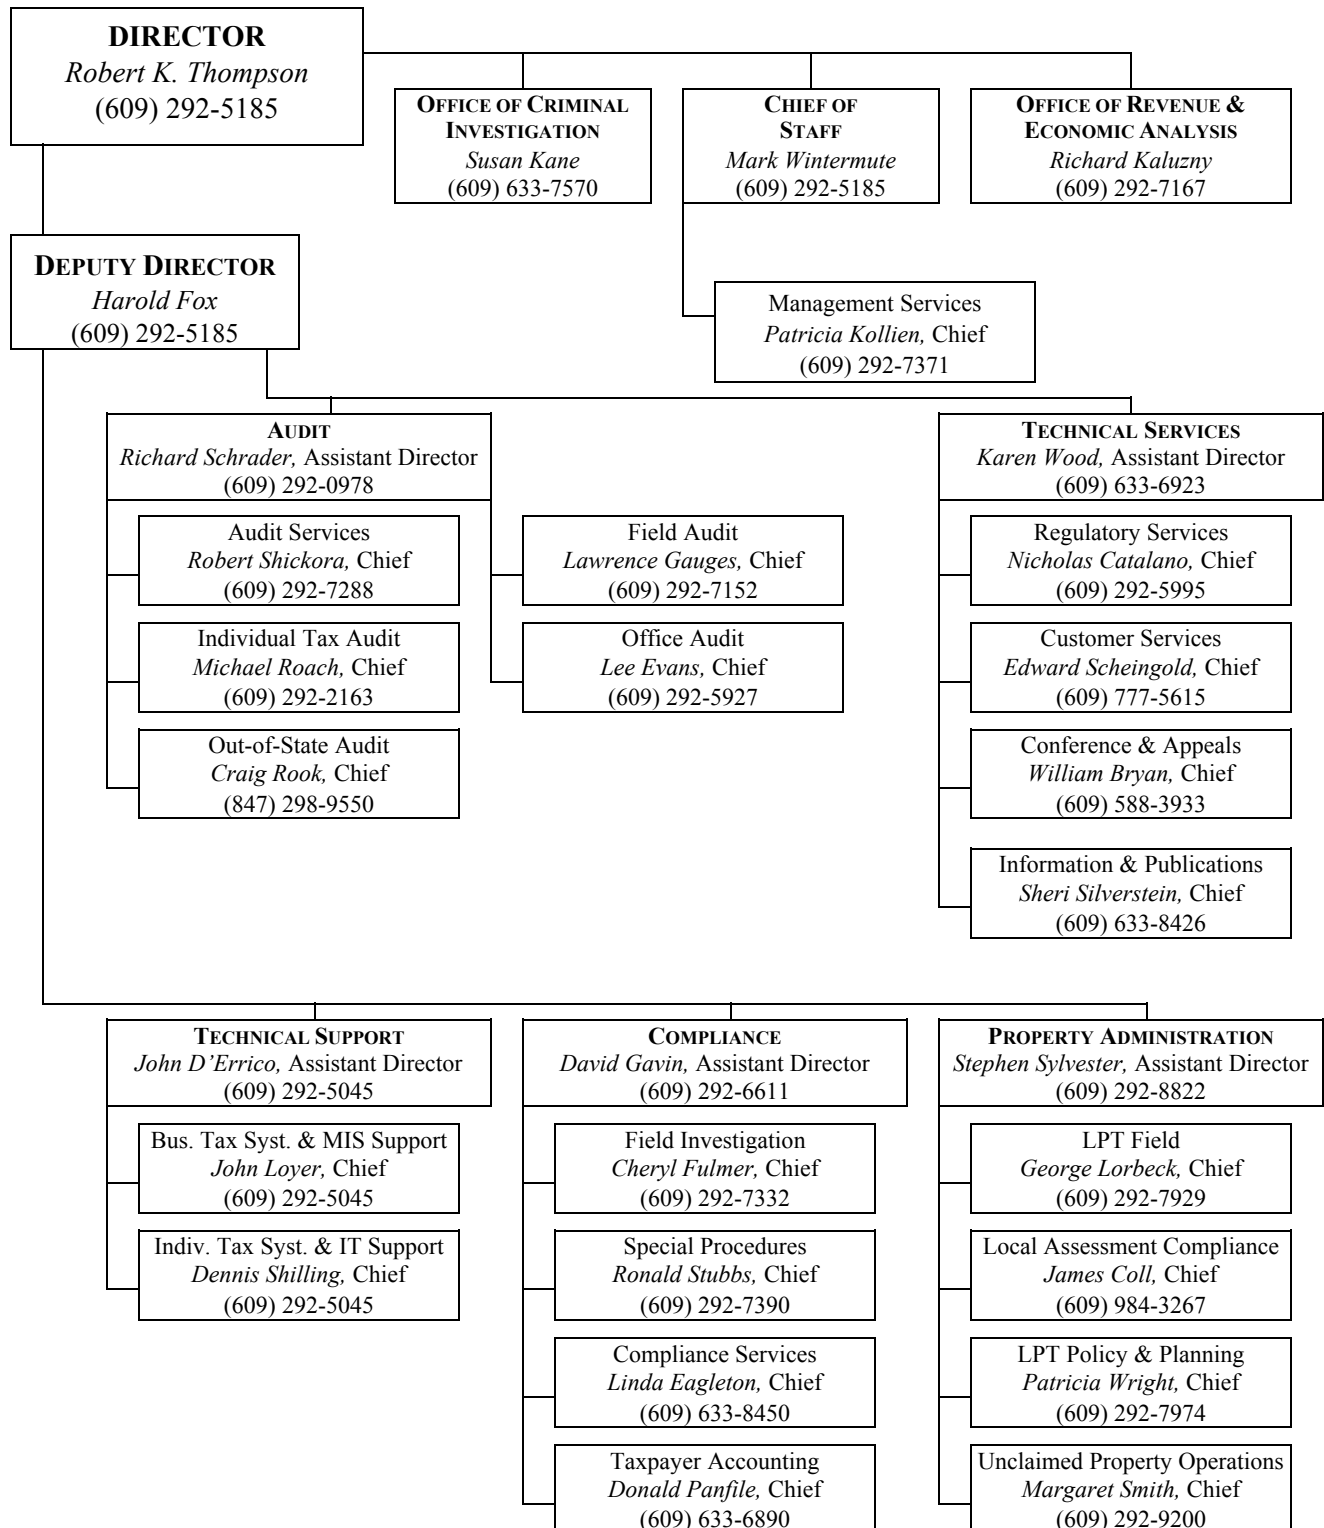 DIRECTOR
Robert K. Thompson
(609) 292-5185
OFFICE OF CRIMINAL
INVESTIGATION
Susan Kane
(609) 633-7570
CHIEF OF
STAFF
Mark Wintermute
(609) 292-5185
OFFICE OF REVENUE &
ECONOMIC ANALYSIS
Richard Kaluzny
(609) 292-7167
DEPUTY DIRECTOR
Harold Fox
(609) 292-5185
Management Services
Patricia Kollien, Chief
(609) 292-7371
AUDIT
Richard Schrader, Assistant Director
(609) 292-0978
Audit Services
Robert Shickora, Chief
(609) 292-7288
Individual Tax Audit
Michael Roach, Chief
(609) 292-2163
Out-of-State Audit
Craig Rook, Chief
(847) 298-9550
Field Audit
Lawrence Gauges, Chief
(609) 292-7152
Office Audit
Lee Evans, Chief
(609) 292-5927
TECHNICAL SERVICES
Karen Wood, Assistant Director
(609) 633-6923
Regulatory Services
Nicholas Catalano, Chief
(609) 292-5995
Customer Services
Edward Scheingold, Chief
(609) 777-5615
Conference & Appeals
William Bryan, Chief
(609) 588-3933
Information & Publications
Sheri Silverstein, Chief
(609) 633-8426
TECHNICAL SUPPORT
John D’Errico, Assistant Director
(609) 292-5045
Bus. Tax Syst. & MIS Support
John Loyer, Chief
(609) 292-5045
Indiv. Tax Syst. & IT Support
Dennis Shilling, Chief
(609) 292-5045
COMPLIANCE
David Gavin, Assistant Director
(609) 292-6611
Field Investigation
Cheryl Fulmer, Chief
(609) 292-7332
Special Procedures
Ronald Stubbs, Chief
(609) 292-7390
Compliance Services
Linda Eagleton, Chief
(609) 633-8450
Taxpayer Accounting
Donald Panfile, Chief
(609) 633-6890
PROPERTY ADMINISTRATION
Stephen Sylvester, Assistant Director
(609) 292-8822
LPT Field
George Lorbeck, Chief
(609) 292-7929
Local Assessment Compliance
James Coll, Chief
(609) 984-3267
LPT Policy & Planning
Patricia Wright, Chief
(609) 292-7974
Unclaimed Property Operations
Margaret Smith, Chief
(609) 292-9200